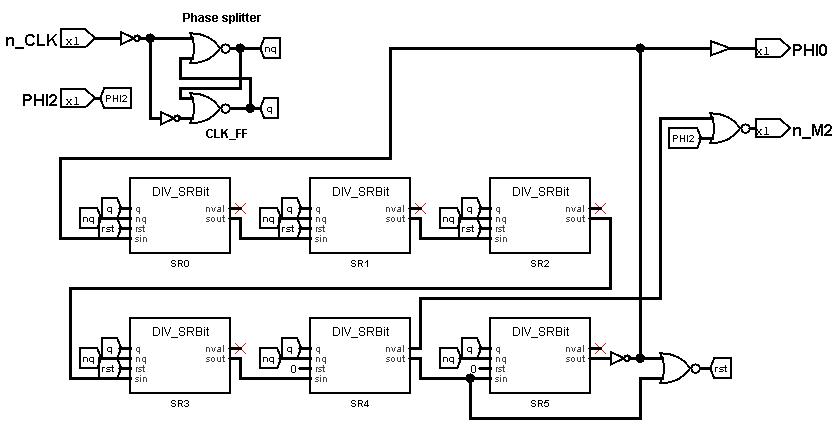 Phase splitter
n_CLK x1
nq
x1 PHI0
PHI2 x1 PHI2
q
CLK_FF
PHI2 x1 n_M2
DIV_SRBit DIV_SRBit DIV_SRBit
q q nval q q nval q q nval
nq nq sout nq nq sout nq nq sout
rst rst rst rst rst rst
sin sin sin
SR0 SR1 SR2
DIV_SRBit DIV_SRBit DIV_SRBit
q q nval q q nval q q nval
nq nq sout nq nq sout nq nq sout
rst rst 0 rst 0 rst rst
sin sin sin
SR3 SR4 SR5